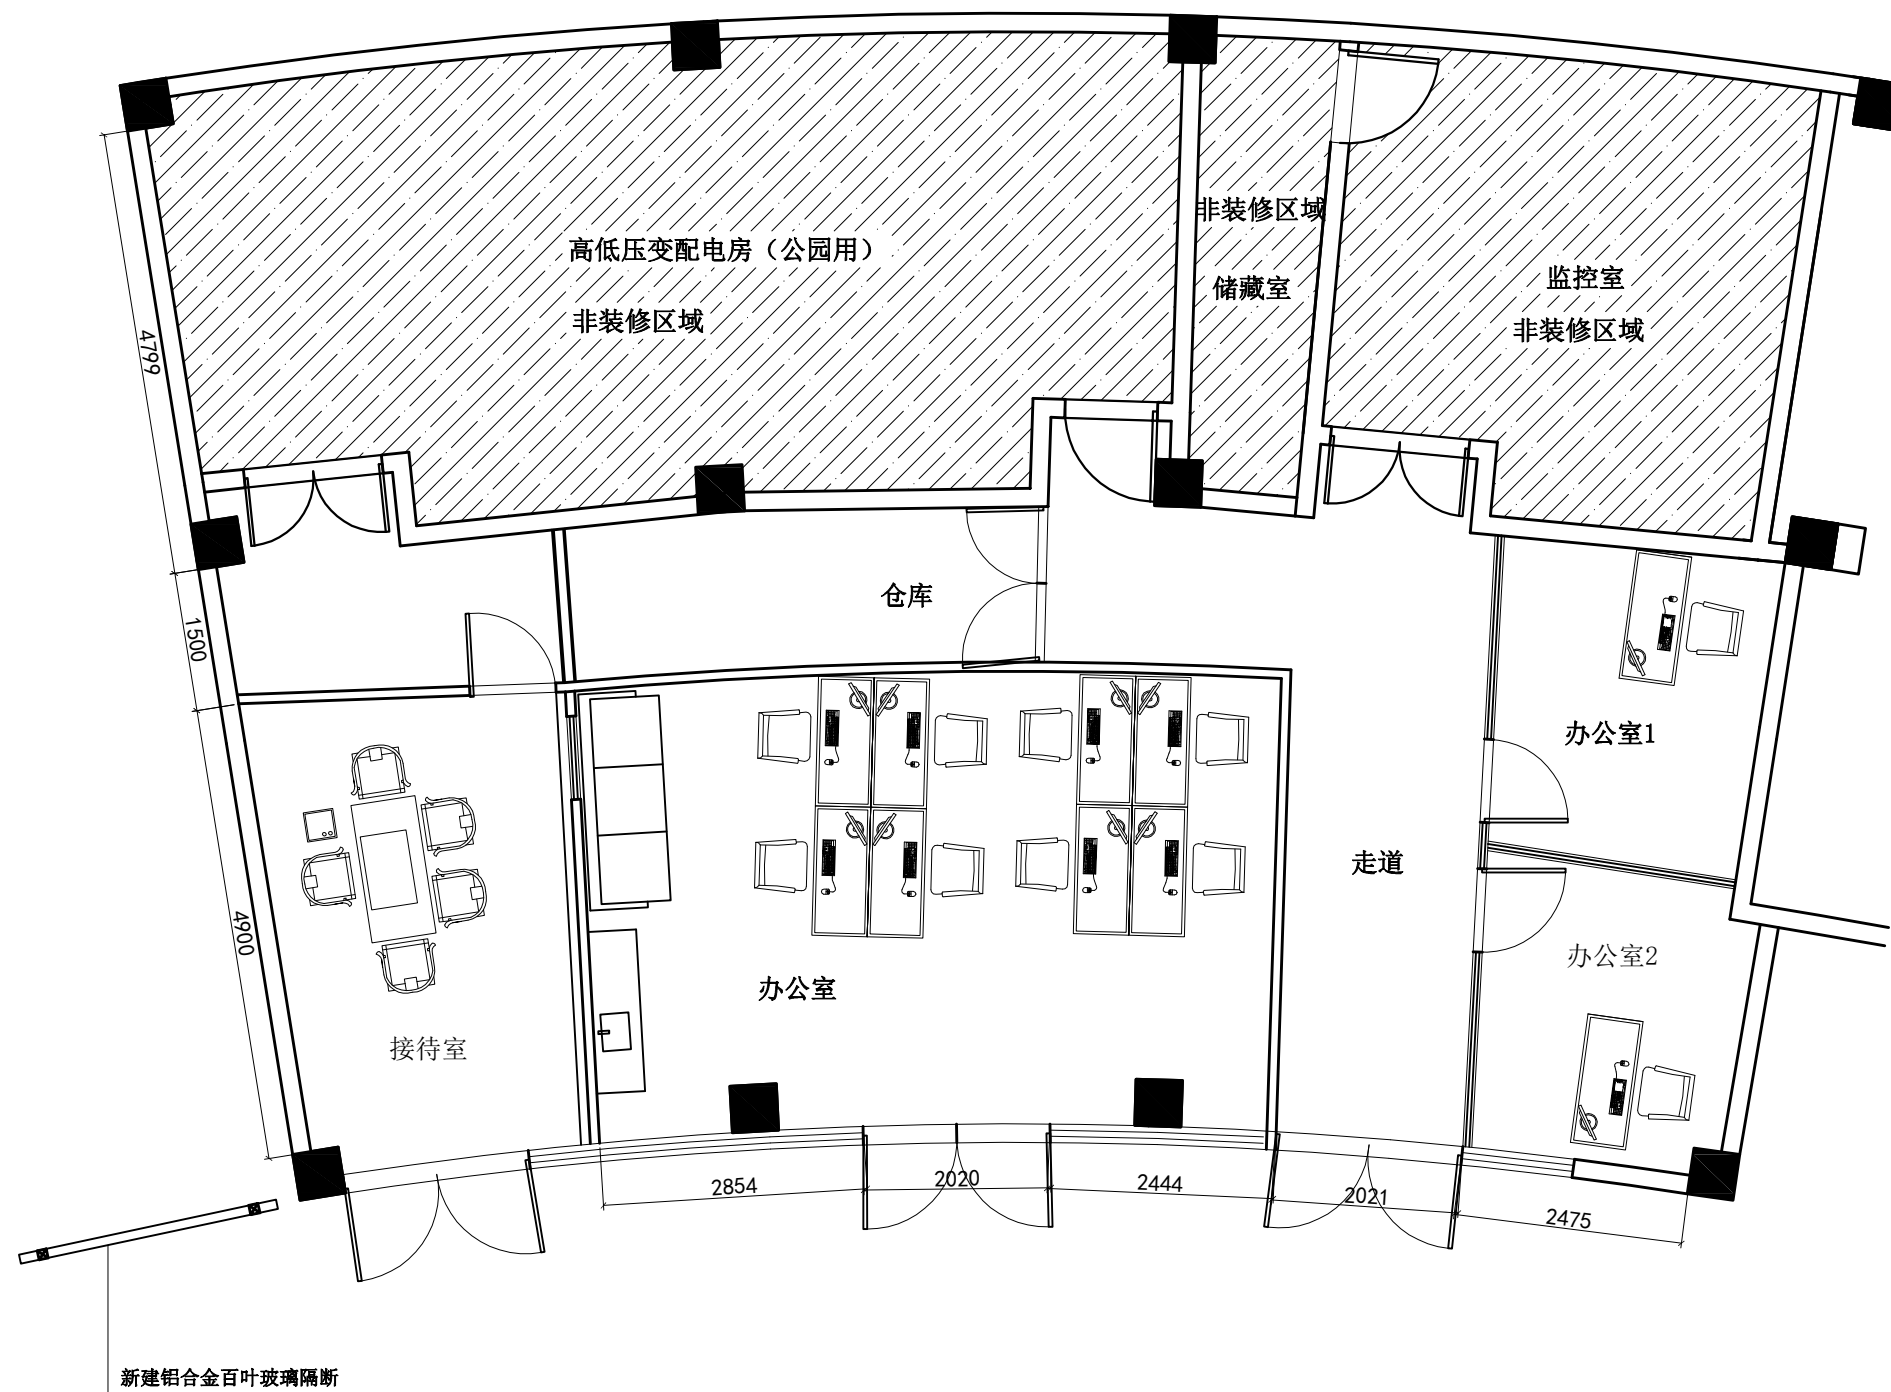 非装修区域
高低压变配电房（公园用）
储藏室
监控室
非装修区域
非装修区域
4799
仓库
1500
办公室1
走道
4900
办公室2
办公室
接待室
2854
2020
2444
2021
2475
新建铝合金百叶玻璃隔断